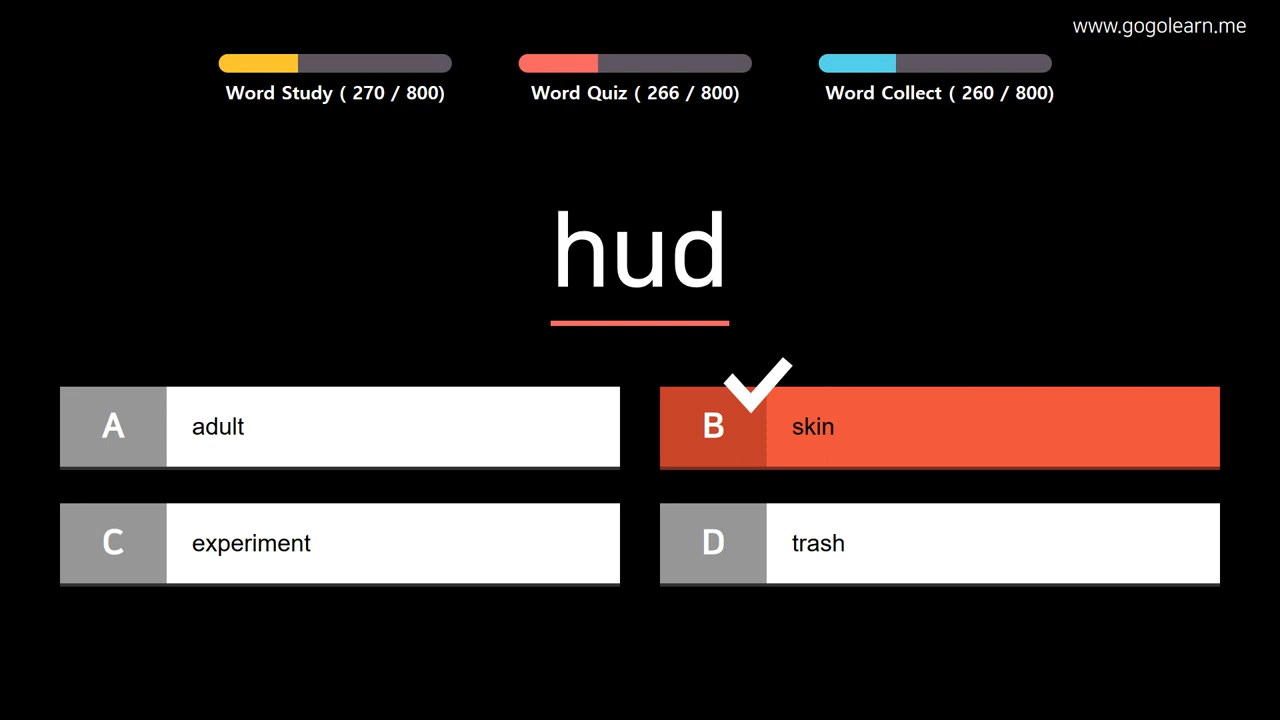 www.gogolearn.me
Word Study ( 270 / 800)
Word Quiz ( 266 / 800)
Word Collect ( 260 / 800)
hud
A adult
B skin
C experiment
D trash